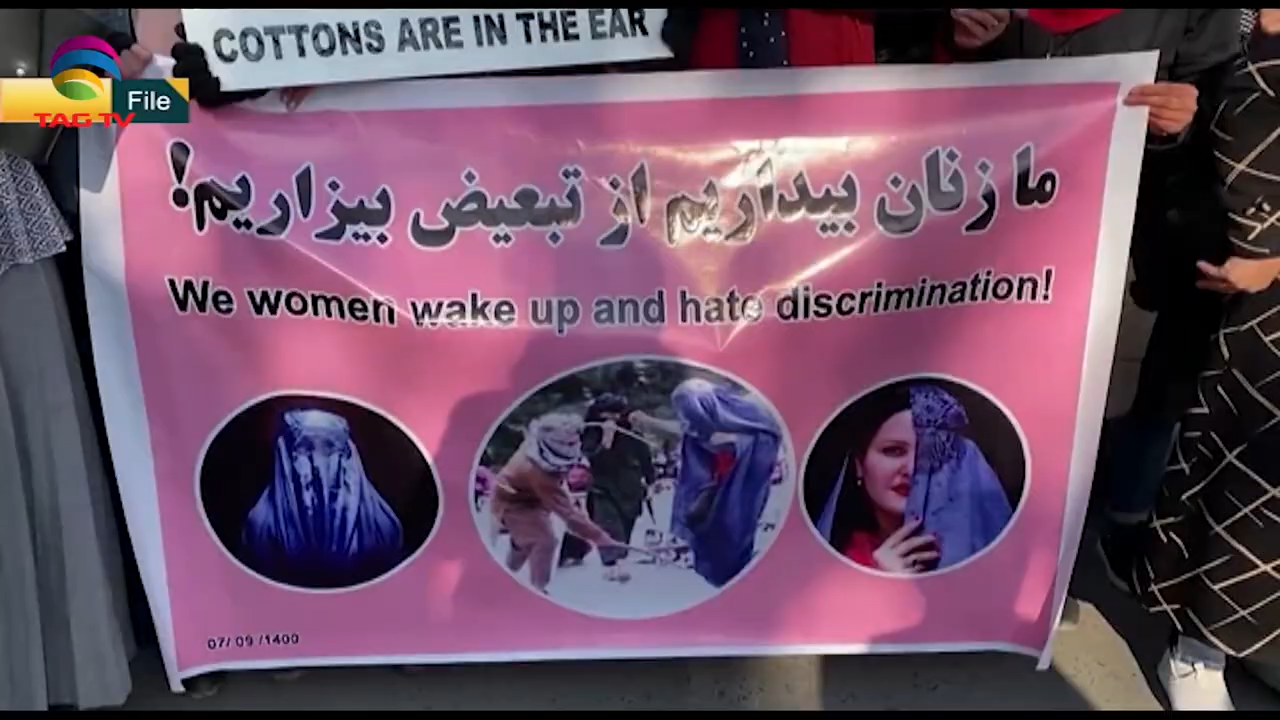 COTTONS ARE IN THE EAR
File
TAG TV
ما زنان بیداریم از تبعیض بیزاریم!
We women wake up and hate discrimination!
07/ 09 /1400